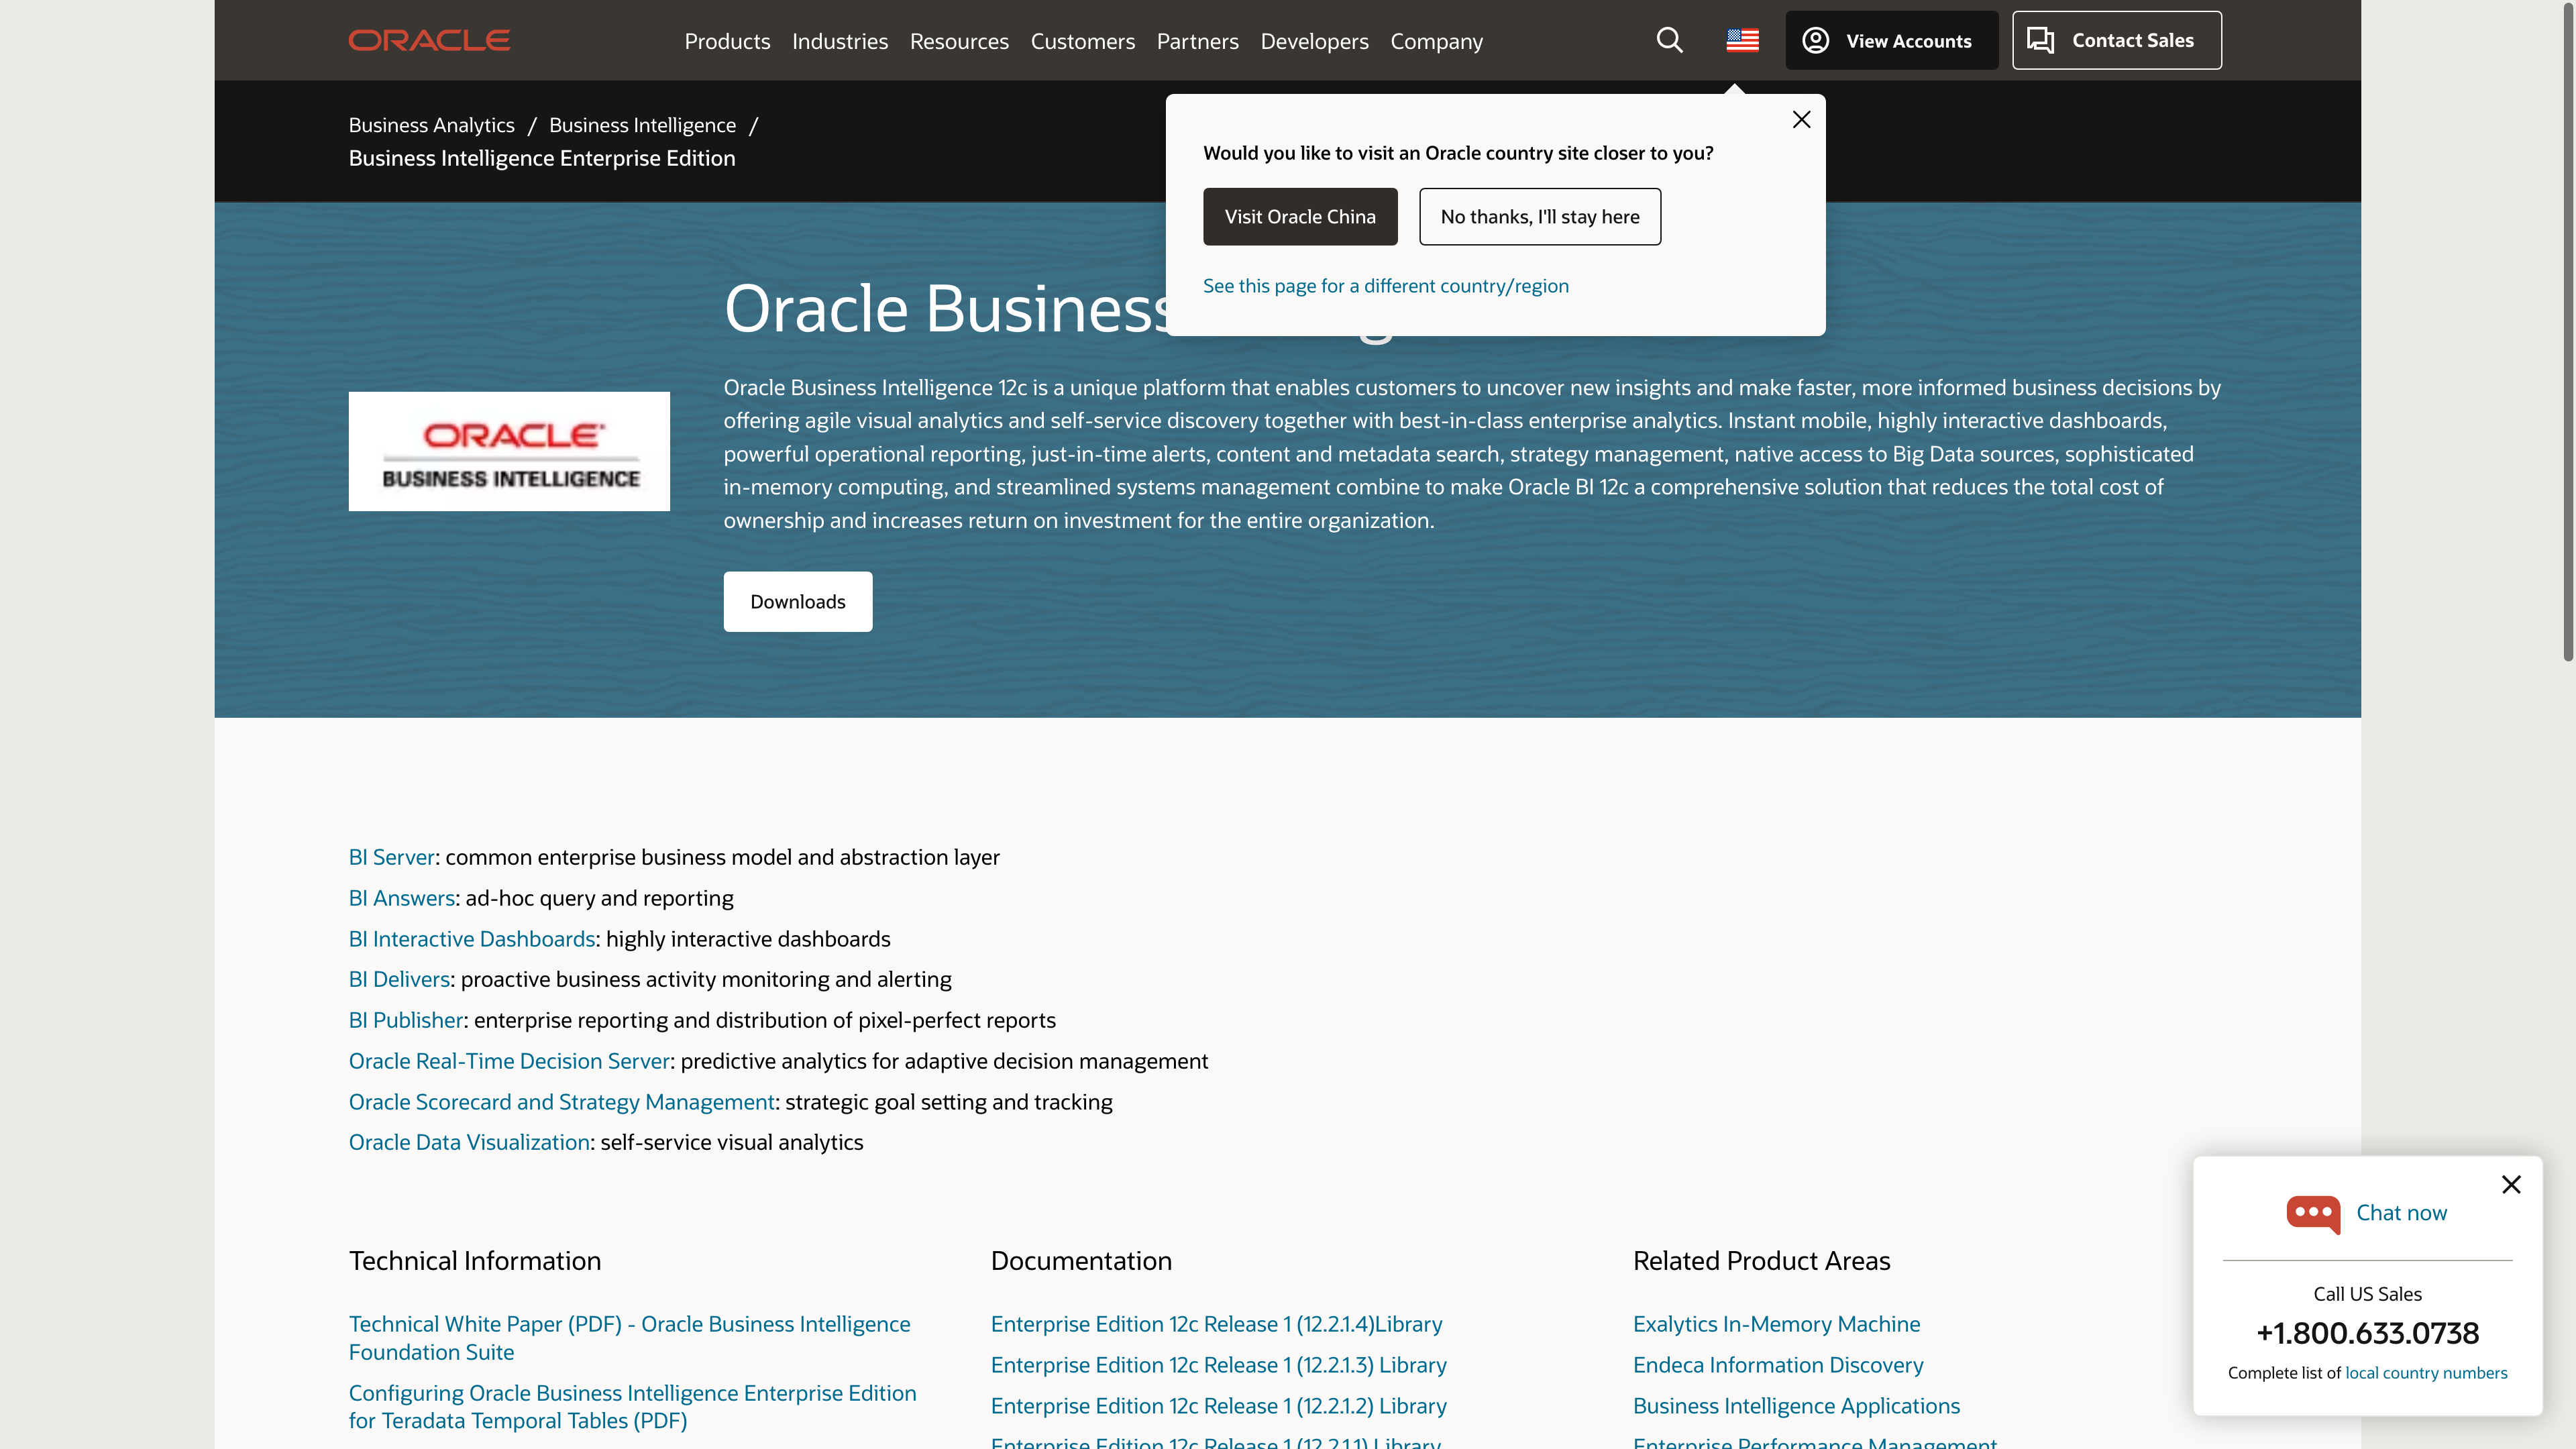 ORACLE
Products
Industries
Resources
Customers
Partners
Developers
Company
View Accounts
Contact Sales
Business Analytics / Business Intelligence /
Business Intelligence Enterprise Edition
Would you like to visit an Oracle country site closer to you?
Visit Oracle China
No thanks, I'll stay here
See this page for a different country/region
Oracle Business
ORACLE
BUSINESS INTELLIGENCE
Oracle Business Intelligence 12c is a unique platform that enables customers to uncover new insights and make faster, more informed business decisions by
offering agile visual analytics and self-service discovery together with best-in-class enterprise analytics. Instant mobile, highly interactive dashboards,
powerful operational reporting, just-in-time alerts, content and metadata search, strategy management, native access to Big Data sources, sophisticated
in-memory computing, and streamlined systems management combine to make Oracle BI 12c a comprehensive solution that reduces the total cost of
ownership and increases return on investment for the entire organization.
Downloads
BI Server: common enterprise business model and abstraction layer
BI Answers: ad-hoc query and reporting
BI Interactive Dashboards: highly interactive dashboards
BI Delivers: proactive business activity monitoring and alerting
BI Publisher: enterprise reporting and distribution of pixel-perfect reports
Oracle Real-Time Decision Server: predictive analytics for adaptive decision management
Oracle Scorecard and Strategy Management: strategic goal setting and tracking
Oracle Data Visualization: self-service visual analytics
Technical Information
Technical White Paper (PDF) - Oracle Business Intelligence
Foundation Suite
Configuring Oracle Business Intelligence Enterprise Edition
for Teradata Temporal Tables (PDF)
Documentation
Enterprise Edition 12c Release 1 (12.2.1.4)Library
Enterprise Edition 12c Release 1 (12.2.1.3) Library
Enterprise Edition 12c Release 1 (12.2.1.2) Library
Enterprise Edition 12c Release 1 (12.2.1.1) Library
Related Product Areas
Exalytics In-Memory Machine
Endeca Information Discovery
Business Intelligence Applications
Enterprise Performance Management
Chat now
Call US Sales
+1.800.633.0738
Complete list of local country numbers